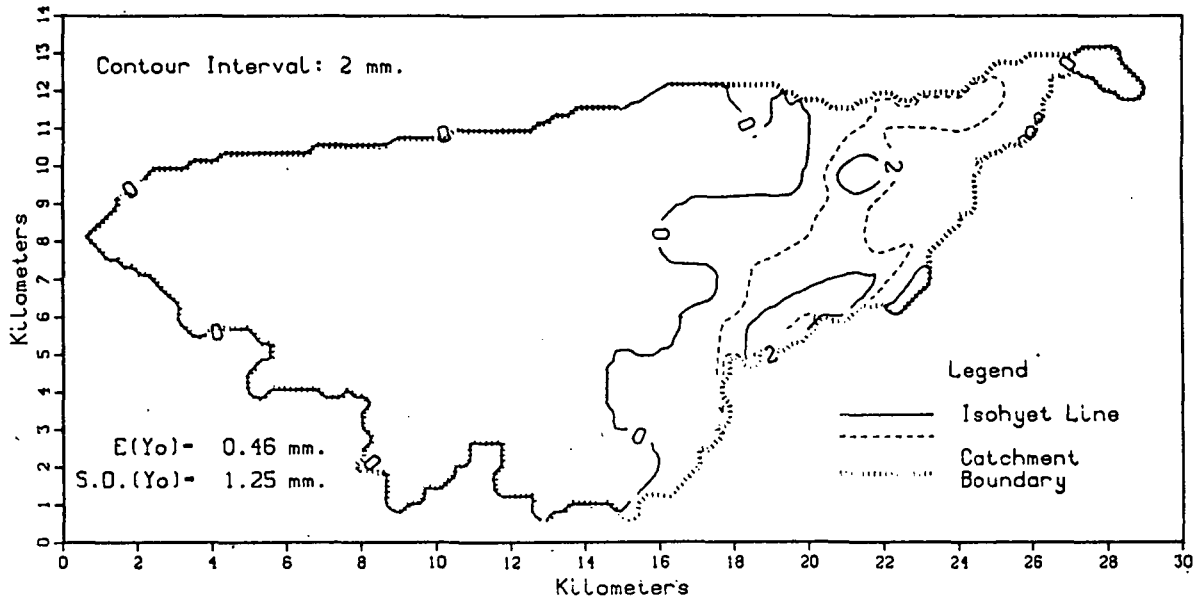 Contour Interval: 2 mm.
0
0
0
0
0
2
0
0
2
0
0
E(Yo)= 0.46 mm.
S.D.(Yo)= 1.25 mm.
Legend
Isohyet Line
Catchment
Boundary
Kilometers
0 1 2 3 4 5 6 7 8 9 10 11 12 13 14
0 2 4 6 8 10 12 14 16 18 20 22 24 26 28 30
Kilometers